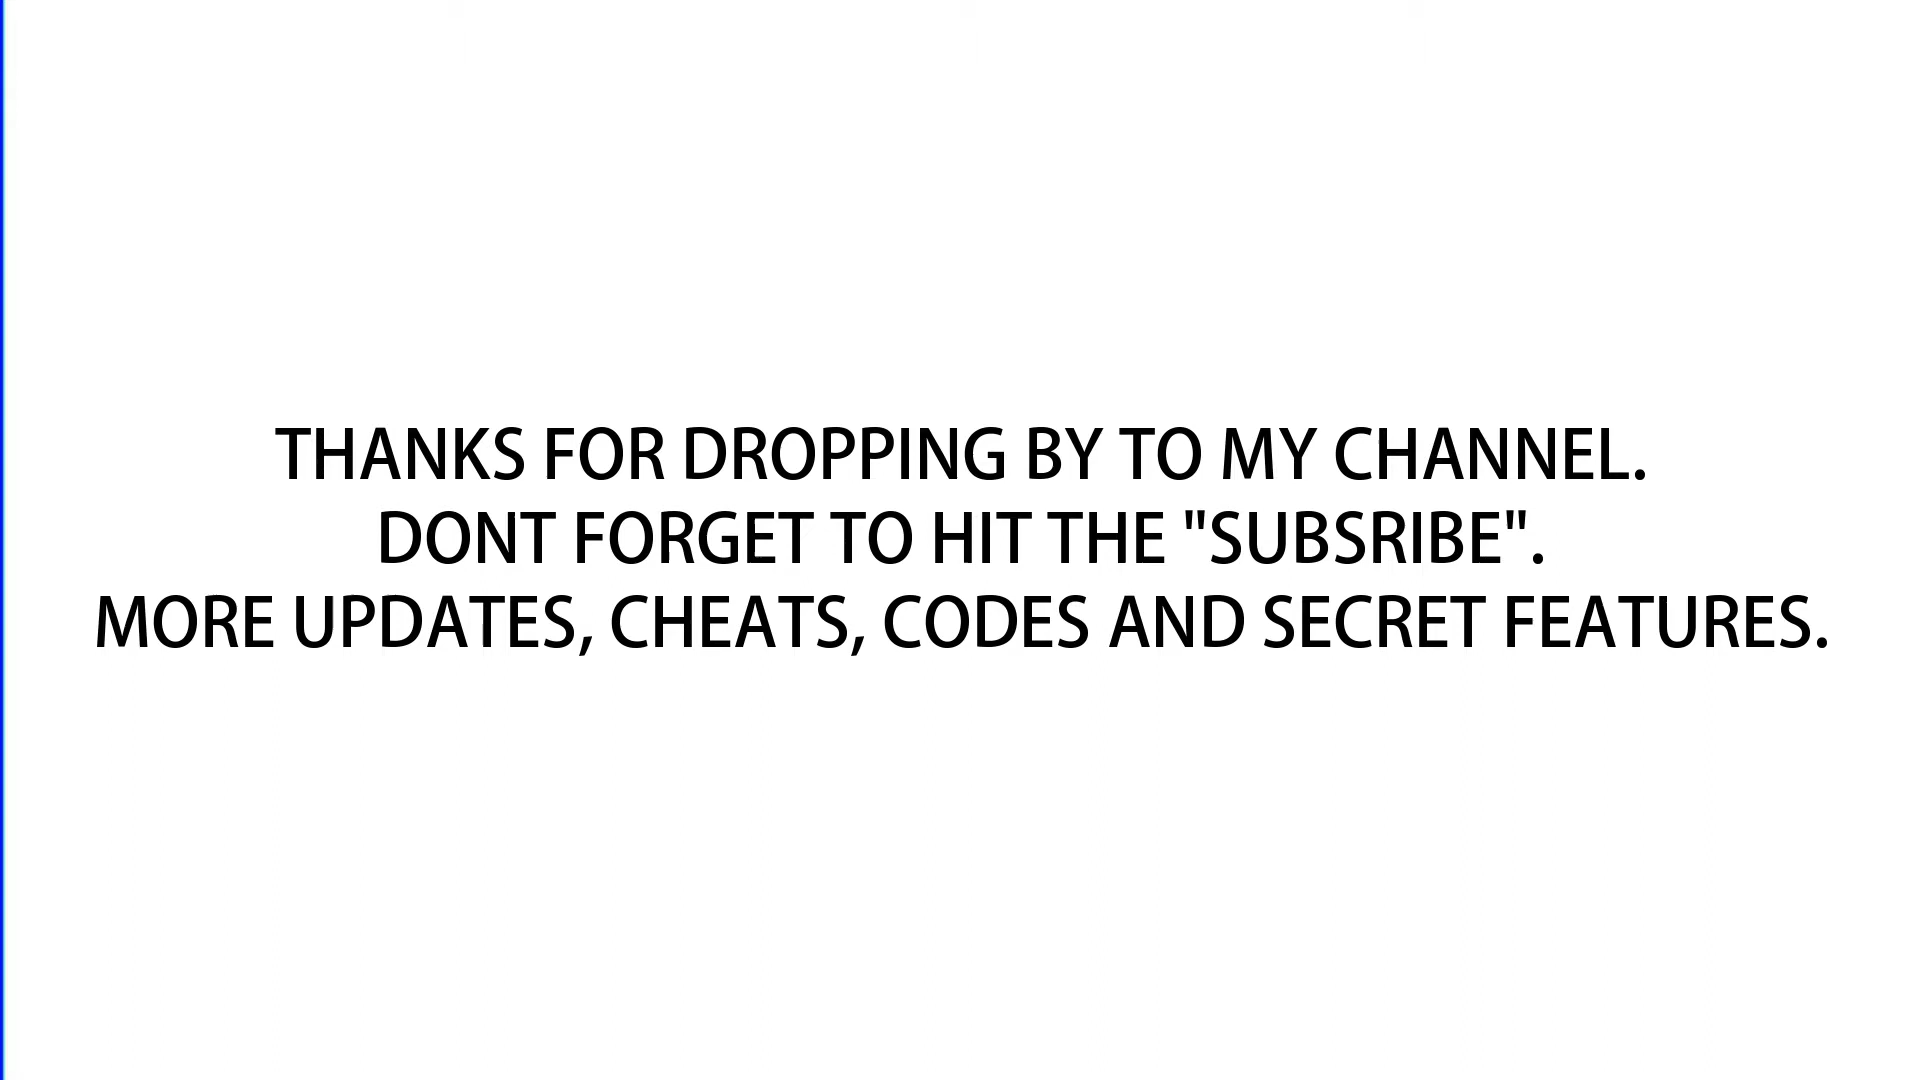 THANKS FOR DROPPING BY TO MY CHANNEL.
DONT FORGET TO HIT THE "SUBSRIBE".
MORE UPDATES, CHEATS, CODES AND SECRET FEATURES.